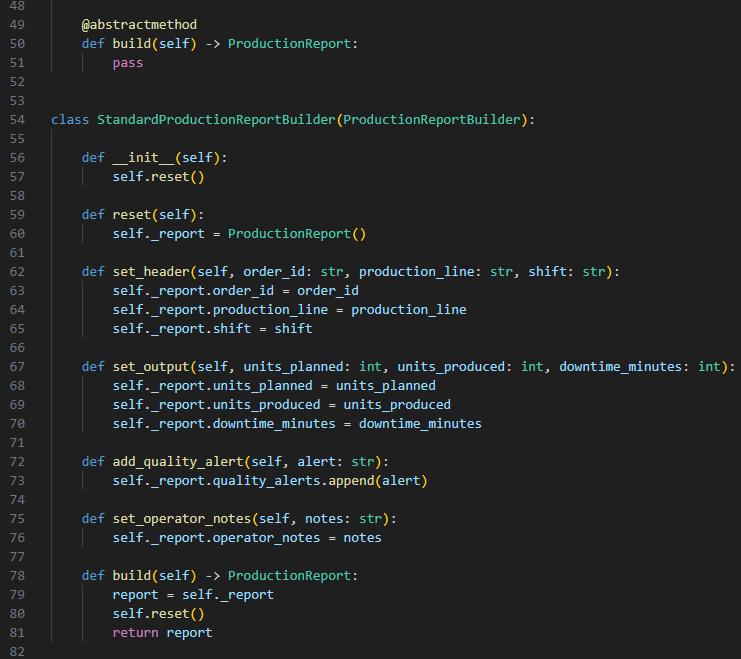 48
49 @abstractmethod
50 def build(self) -> ProductionReport:
51 pass
52
53
54 class StandardProductionReportBuilder(ProductionReportBuilder):
55
56 def __init__(self):
57 self.reset()
58
59 def reset(self):
60 self._report = ProductionReport()
61
62 def set_header(self, order_id: str, production_line: str, shift: str):
63 self._report.order_id = order_id
64 self._report.production_line = production_line
65 self._report.shift = shift
66
67 def set_output(self, units_planned: int, units_produced: int, downtime_minutes: int):
68 self._report.units_planned = units_planned
69 self._report.units_produced = units_produced
70 self._report.downtime_minutes = downtime_minutes
71
72 def add_quality_alert(self, alert: str):
73 self._report.quality_alerts.append(alert)
74
75 def set_operator_notes(self, notes: str):
76 self._report.operator_notes = notes
77
78 def build(self) -> ProductionReport:
79 report = self._report
80 self.reset()
81 return report
82